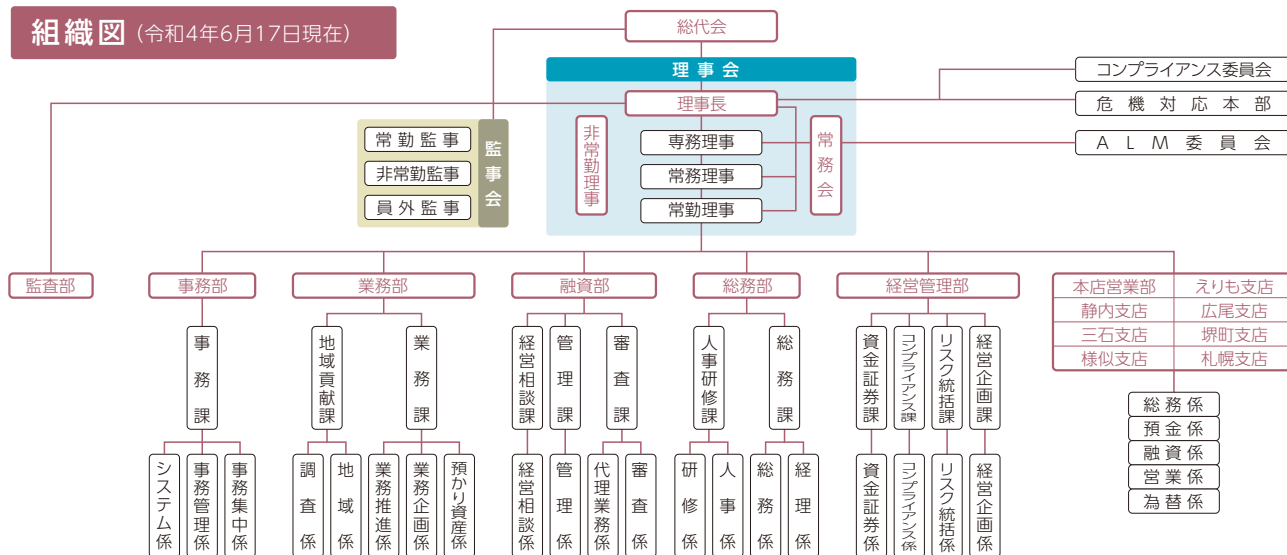 組織図 (令和4年6月17日現在)
総代会
理事会
理事長
非常勤理事
専務理事
常務理事
常勤理事
常務会
コンプライアンス委員会
危機対応本部
ALM委員会
常勤監事
非常勤監事
員外監事
監事会
監査部
事務部
業務部
融資部
総務部
経営管理部
本店営業部
えりも支店
静内支店
広尾支店
三石支店
堺町支店
様似支店
札幌支店
事務課
地域貢献課
業務課
経営相談課
管理課
審査課
人事研修課
総務課
資金証券課
コンプライアンス課
リスク統括課
経営企画課
システム係
事務管理係
事務集中係
調査係
地域係
業務推進係
業務企画係
預かり資産係
経営相談係
管理係
代理業務係
審査係
研修係
人事係
総務係
経理係
資金証券係
コンプライアンス係
リスク統括係
経営企画係
総務係
預金係
融資係
営業係
為替係